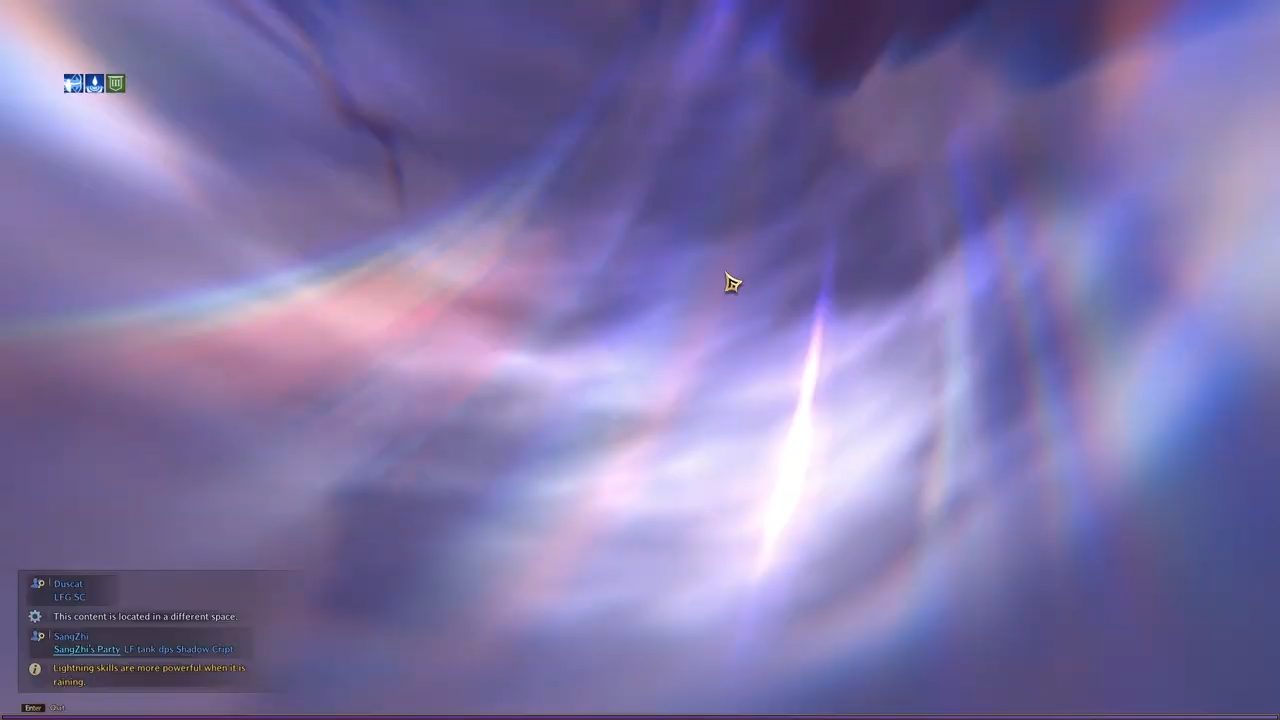 Duscat
LFG SC
This content is located in a different space.
SangZhi
SangZhi's Party LF tank dps Shadow Cript
Lightning skills are more powerful when it is
raining.
Enter Chat